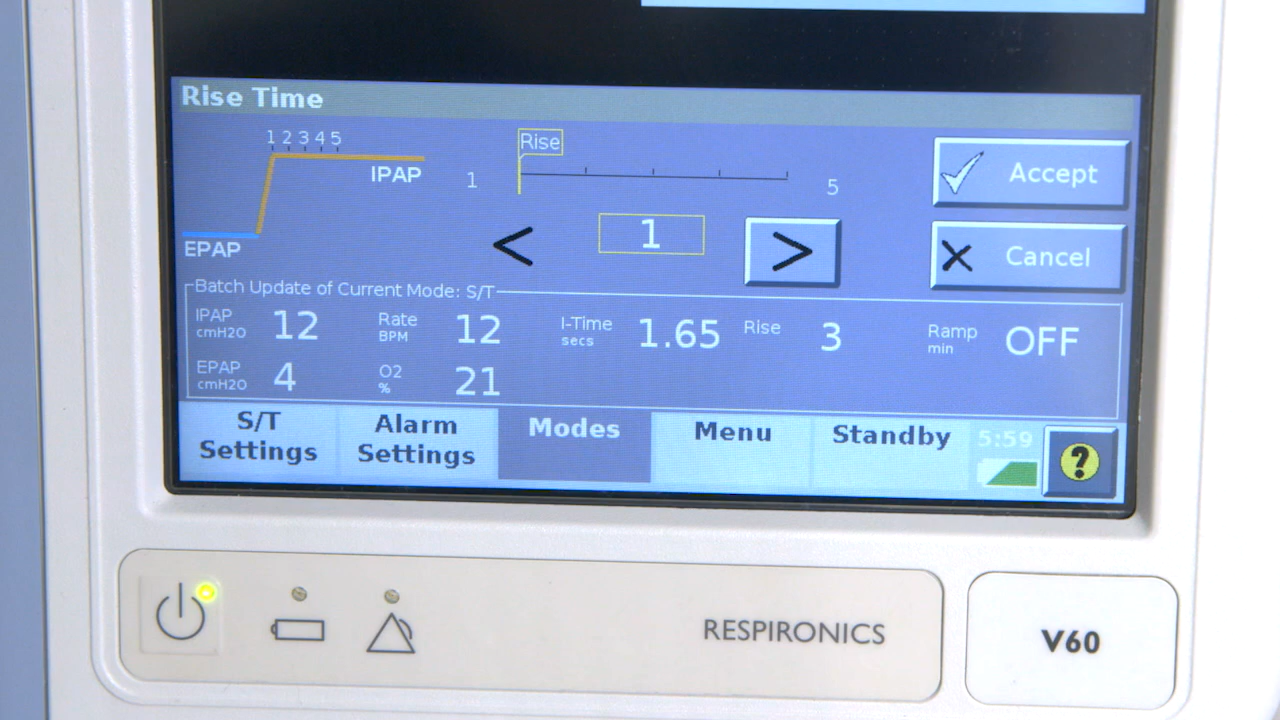 Rise Time
1 2 3 4 5
IPAP
EPAP
Rise
1
5
<
1
>
Accept
Cancel
Batch Update of Current Mode: S/T
IPAP cmH2O 12 Rate BPM 12 I-Time secs 1.65 Rise 3 Ramp min OFF
EPAP cmH2O 4 O2 % 21
S/T Settings
Alarm Settings
Modes
Menu
Standby
5:59
?
RESPIRONICS
V60